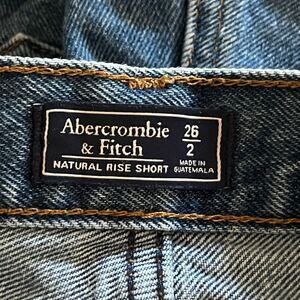 Abercrombie
& Fitch
NATURAL RISE SHORT
26
2
MADE IN
GUATEMALA